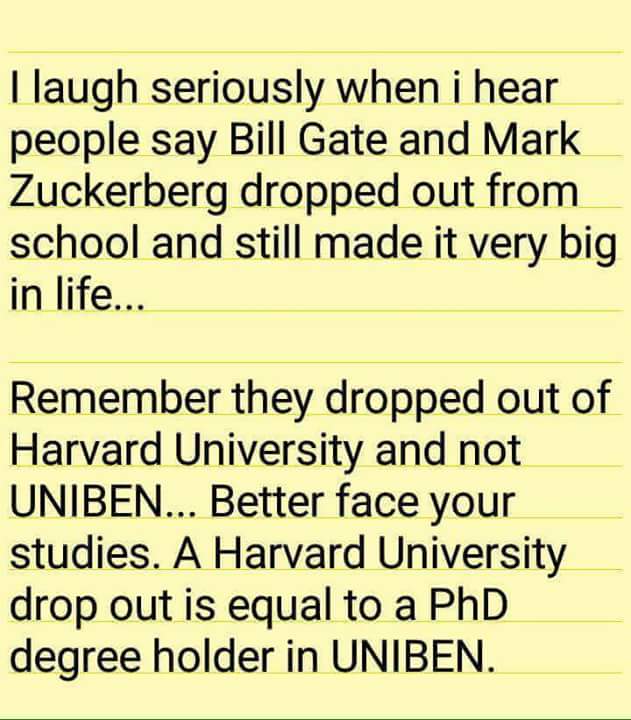 I laugh seriously when i hear
people say Bill Gate and Mark
Zuckerberg dropped out from
school and still made it very big
in life...
Remember they dropped out of
Harvard University and not
UNIBEN... Better face your
studies. A Harvard University
drop out is equal to a PhD
degree holder in UNIBEN.